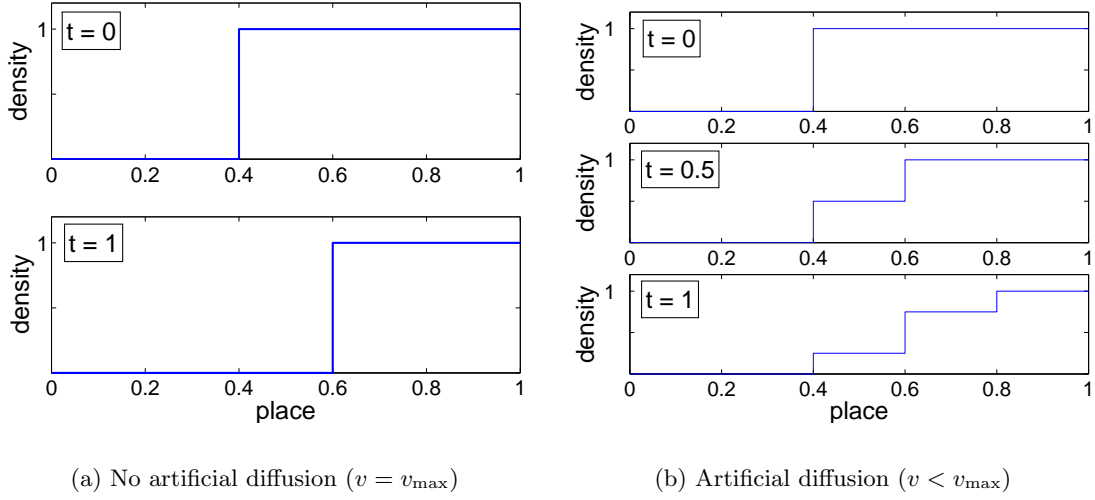 t = 0
1
density
0 0.2 0.4 0.6 0.8 1
t = 1
1
density
0 0.2 0.4 0.6 0.8 1
place
(a) No artificial diffusion (v = vmax)
t = 0
1
density
0 0.2 0.4 0.6 0.8 1
t = 0.5
1
density
0 0.2 0.4 0.6 0.8 1
t = 1
1
density
0 0.2 0.4 0.6 0.8 1
place
(b) Artificial diffusion (v < vmax)